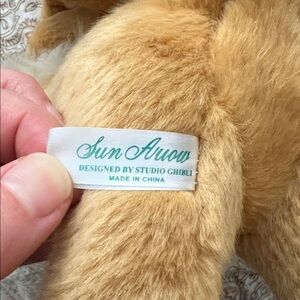 Sun Arrow
DESIGNED BY STUDIO GHIBLI
MADE IN CHINA